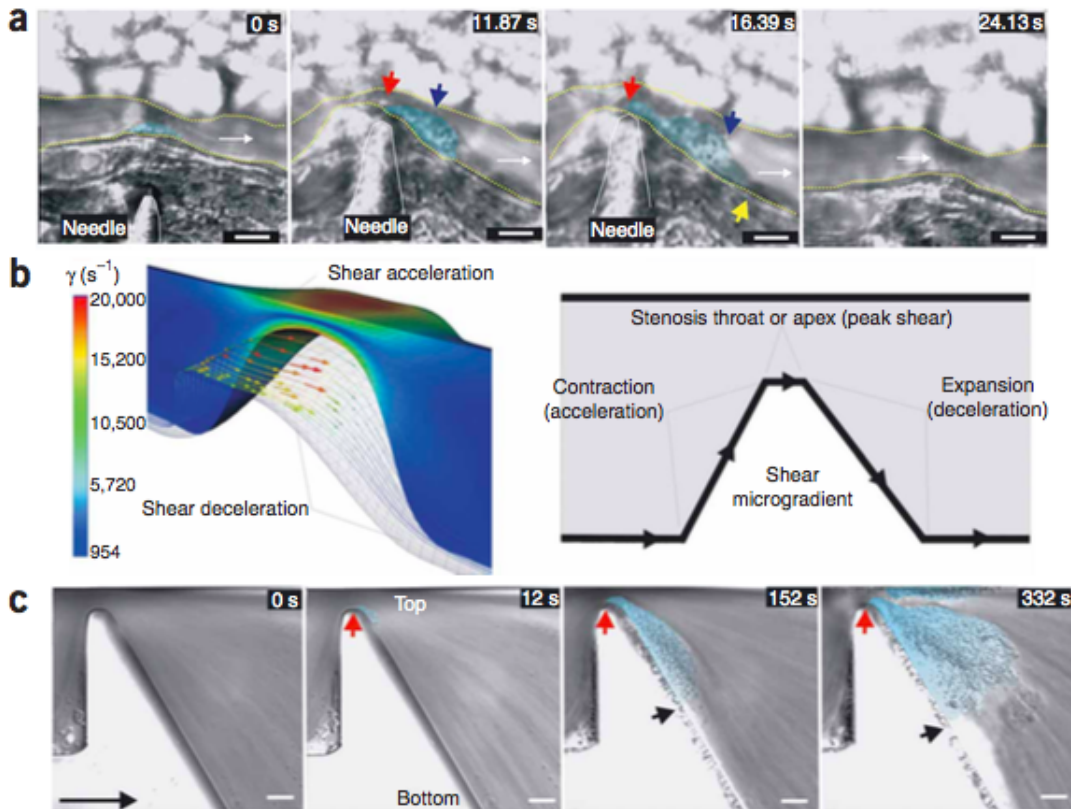 a
0 s
11.87 s
16.39 s
24.13 s
Needle
Needle
Needle
b
γ (s⁻¹)
20,000
15,200
10,500
5,720
954
Shear acceleration
Shear deceleration
Stenosis throat or apex (peak shear)
Contraction
(acceleration)
Expansion
(deceleration)
Shear
microgradient
c
0 s
12 s
152 s
332 s
Top
Bottom